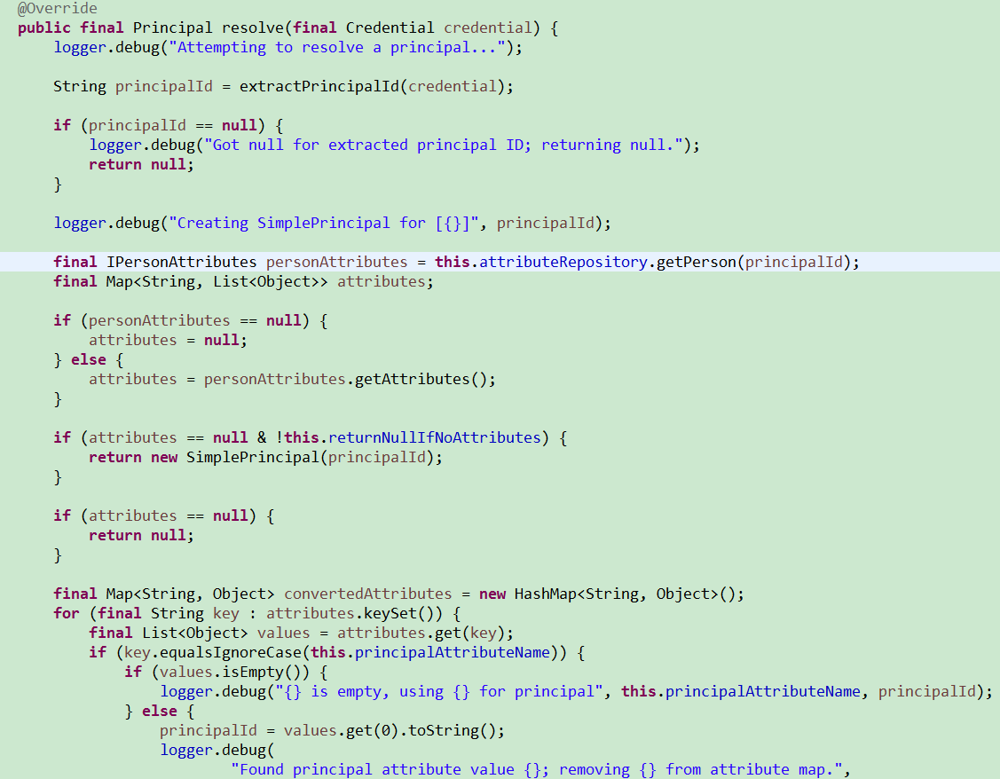 @Override
public final Principal resolve(final Credential credential) {
logger.debug("Attempting to resolve a principal...");
String principalId = extractPrincipalId(credential);
if (principalId == null) {
logger.debug("Got null for extracted principal ID; returning null.");
return null;
}
logger.debug("Creating SimplePrincipal for [{}]", principalId);
final IPersonAttributes personAttributes = this.attributeRepository.getPerson(principalId);
final Map<String, List<Object>> attributes;
if (personAttributes == null) {
attributes = null;
} else {
attributes = personAttributes.getAttributes();
}
if (attributes == null & !this.returnNullIfNoAttributes) {
return new SimplePrincipal(principalId);
}
if (attributes == null) {
return null;
}
final Map<String, Object> convertedAttributes = new HashMap<String, Object>();
for (final String key : attributes.keySet()) {
final List<Object> values = attributes.get(key);
if (key.equalsIgnoreCase(this.principalAttributeName)) {
if (values.isEmpty()) {
logger.debug("{} is empty, using {} for principal", this.principalAttributeName, principalId);
} else {
principalId = values.get(0).toString();
logger.debug(
"Found principal attribute value {}; removing {} from attribute map.",